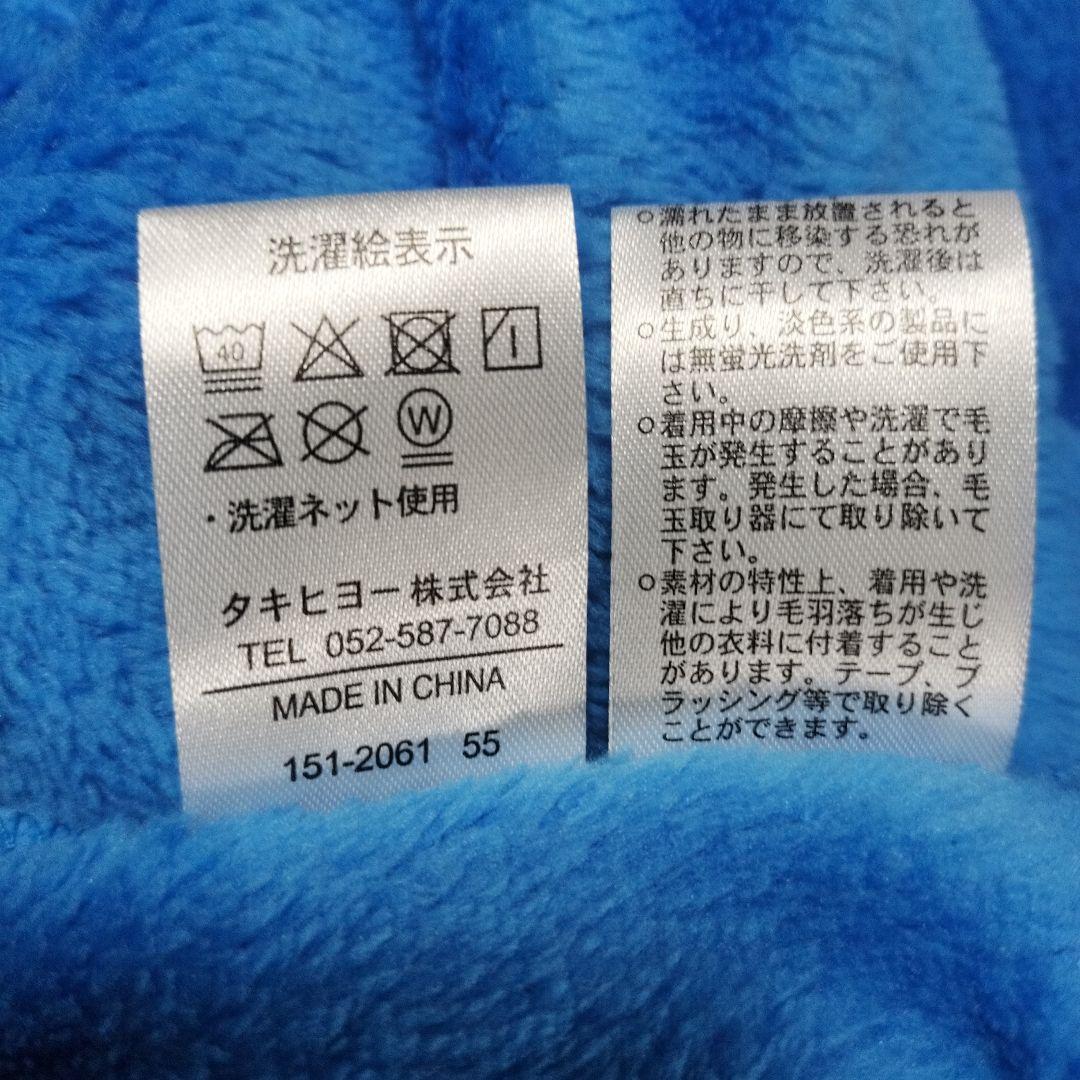 洗濯絵表示
40
W
・洗濯ネット使用
タキヒヨー株式会社
TEL 052-587-7088
MADE IN CHINA
151-2061 55
○濡れたまま放置されると
他の物に移染する恐れが
ありますので、洗濯後は
直ちに干して下さい。
○生成り、淡色系の製品に
は無蛍光洗剤をご使用下
さい。
○着用中の摩擦や洗濯で毛
玉が発生することがあり
ます。発生した場合、毛
玉取り器にて取り除いて
下さい。
○素材の特性上、着用や洗
濯により毛羽落ちが生じ
他の衣料に付着すること
があります。テープ、ブ
ラッシング等で取り除く
ことができます。